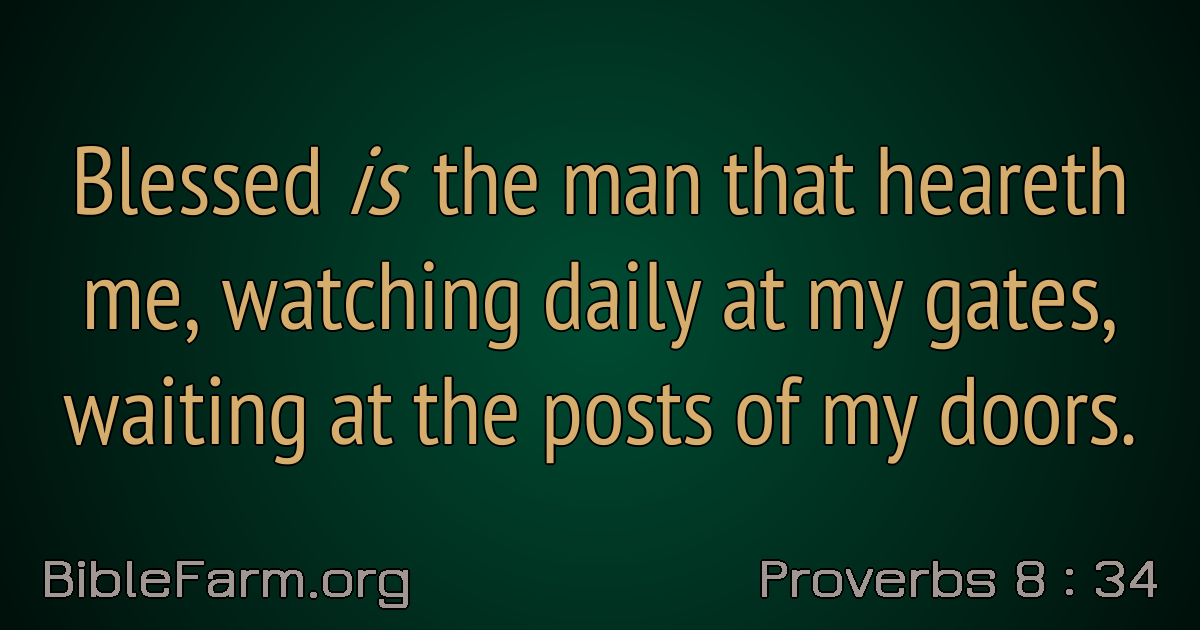 Blessed is the man that heareth
me, watching daily at my gates,
waiting at the posts of my doors.
BibleFarm.org
Proverbs 8 : 34